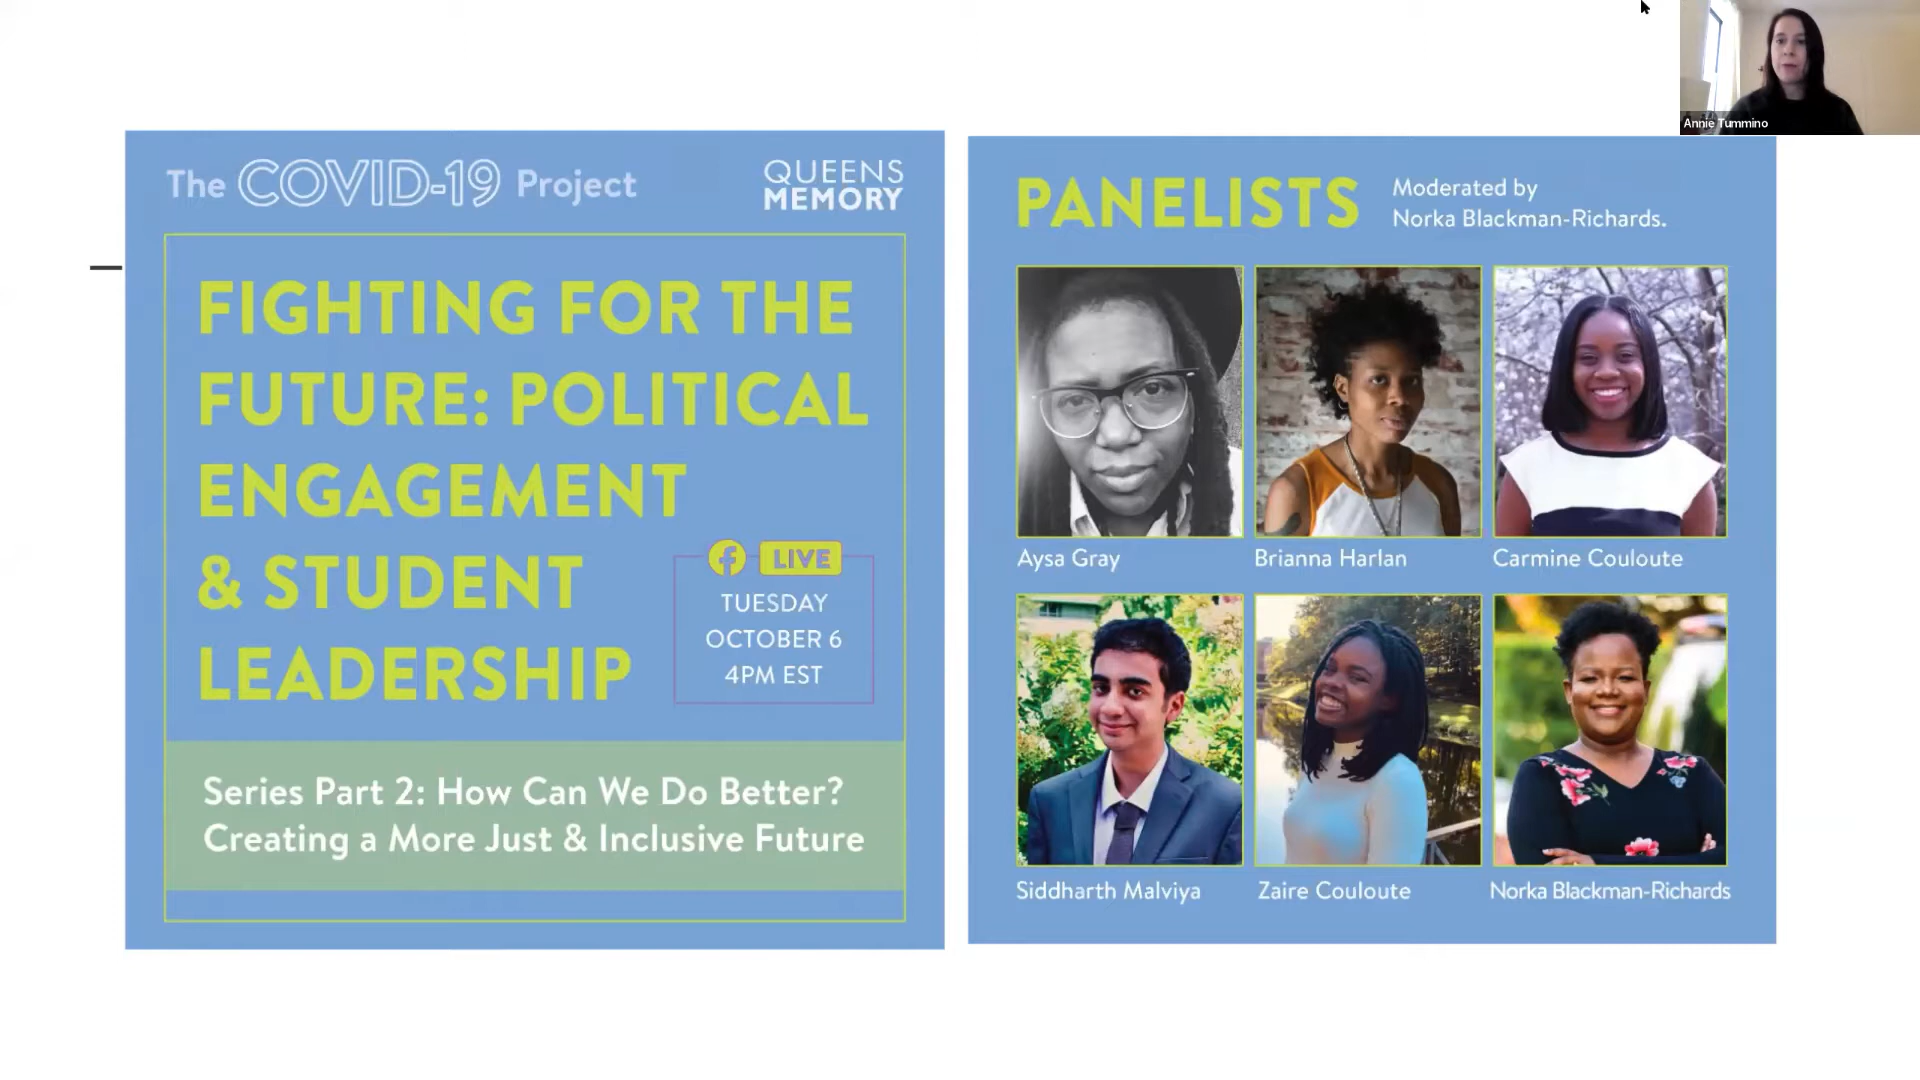 Annie Tummino
The COVID-19 Project
QUEENS
MEMORY
FIGHTING FOR THE
FUTURE: POLITICAL
ENGAGEMENT
& STUDENT
LEADERSHIP
LIVE
TUESDAY
OCTOBER 6
4PM EST
Series Part 2: How Can We Do Better?
Creating a More Just & Inclusive Future
PANELISTS
Moderated by
Norka Blackman-Richards.
Aysa Gray
Brianna Harlan
Carmine Couloute
Siddharth Malviya
Zaire Couloute
Norka Blackman-Richards